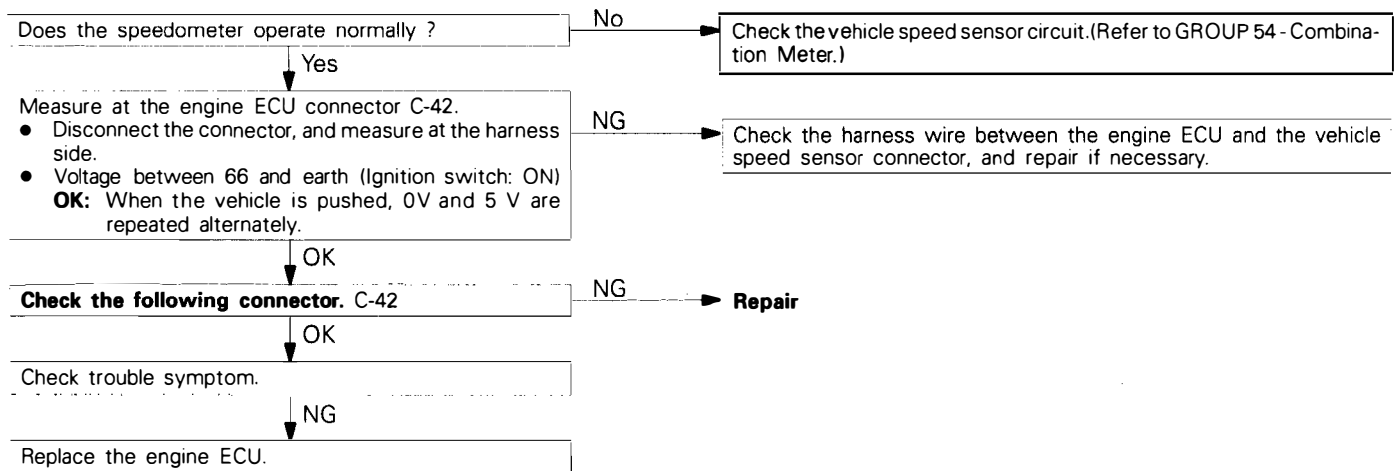 Does the speedometer operate normally ?
No
Check the vehicle speed sensor circuit.(Refer to GROUP 54 - Combina-
tion Meter.)
Yes
Measure at the engine ECU connector C-42.
● Disconnect the connector, and measure at the harness
side.
● Voltage between 66 and earth (Ignition switch: ON)
OK: When the vehicle is pushed, 0V and 5 V are
repeated alternately.
NG
Check the harness wire between the engine ECU and the vehicle
speed sensor connector, and repair if necessary.
OK
Check the following connector. C-42
NG
Repair
OK
Check trouble symptom.
NG
Replace the engine ECU.